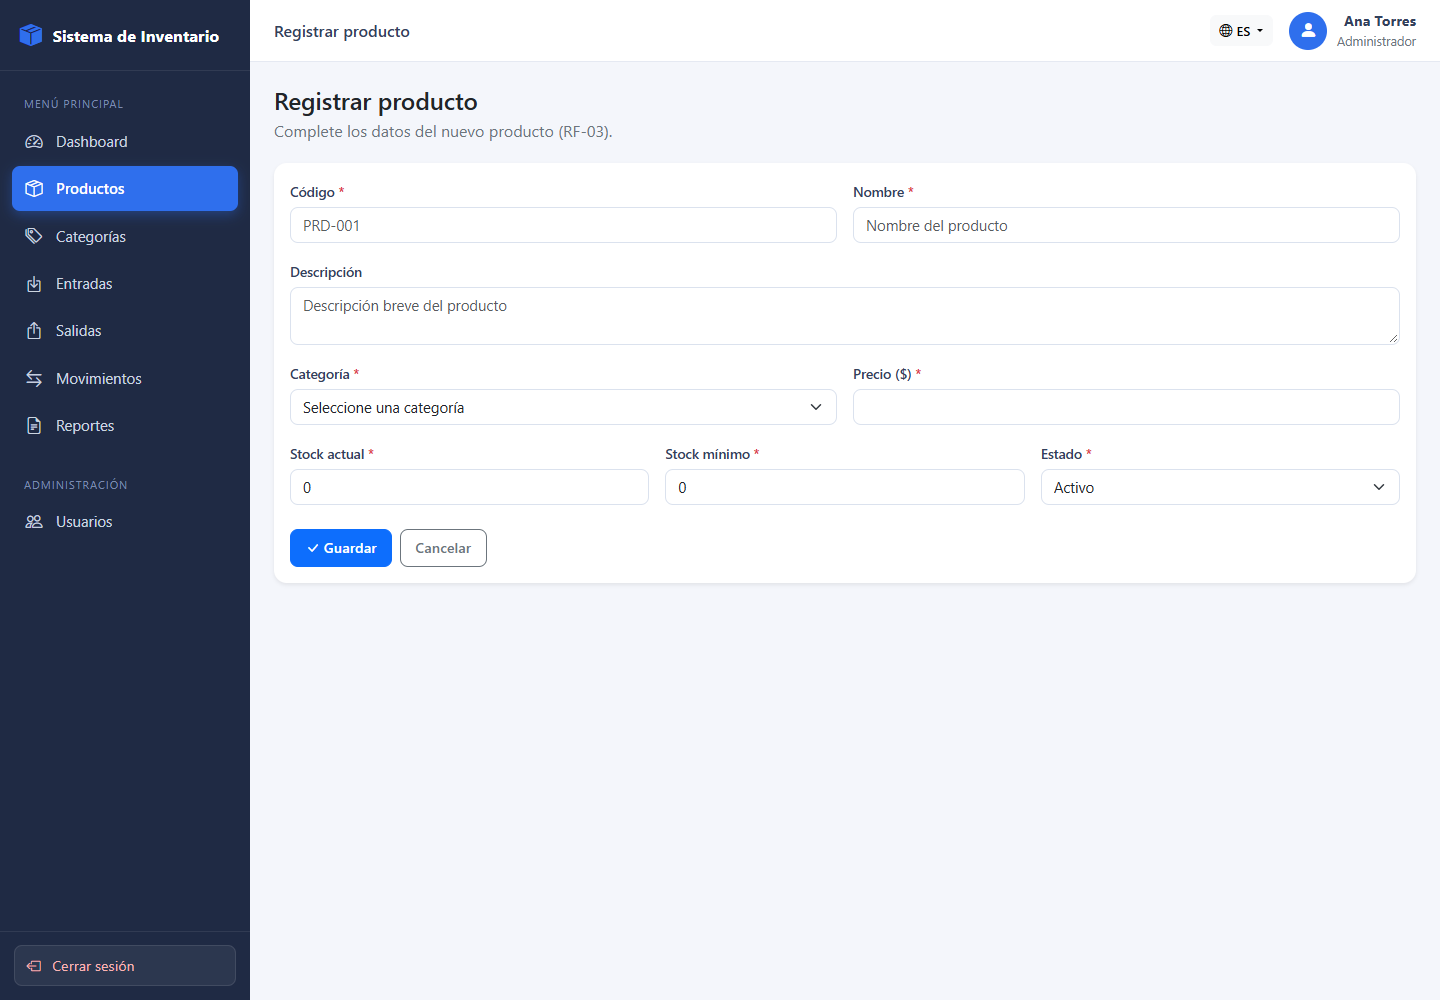 Sistema de Inventario
MENÚ PRINCIPAL
Dashboard
Productos
Categorías
Entradas
Salidas
Movimientos
Reportes
ADMINISTRACIÓN
Usuarios
Cerrar sesión
Registrar producto
ES
Ana Torres
Administrador
Registrar producto
Complete los datos del nuevo producto (RF-03).
Código *
PRD-001
Nombre *
Nombre del producto
Descripción
Descripción breve del producto
Categoría *
Seleccione una categoría
Precio ($) *
Stock actual *
0
Stock mínimo *
0
Estado *
Activo
Guardar
Cancelar